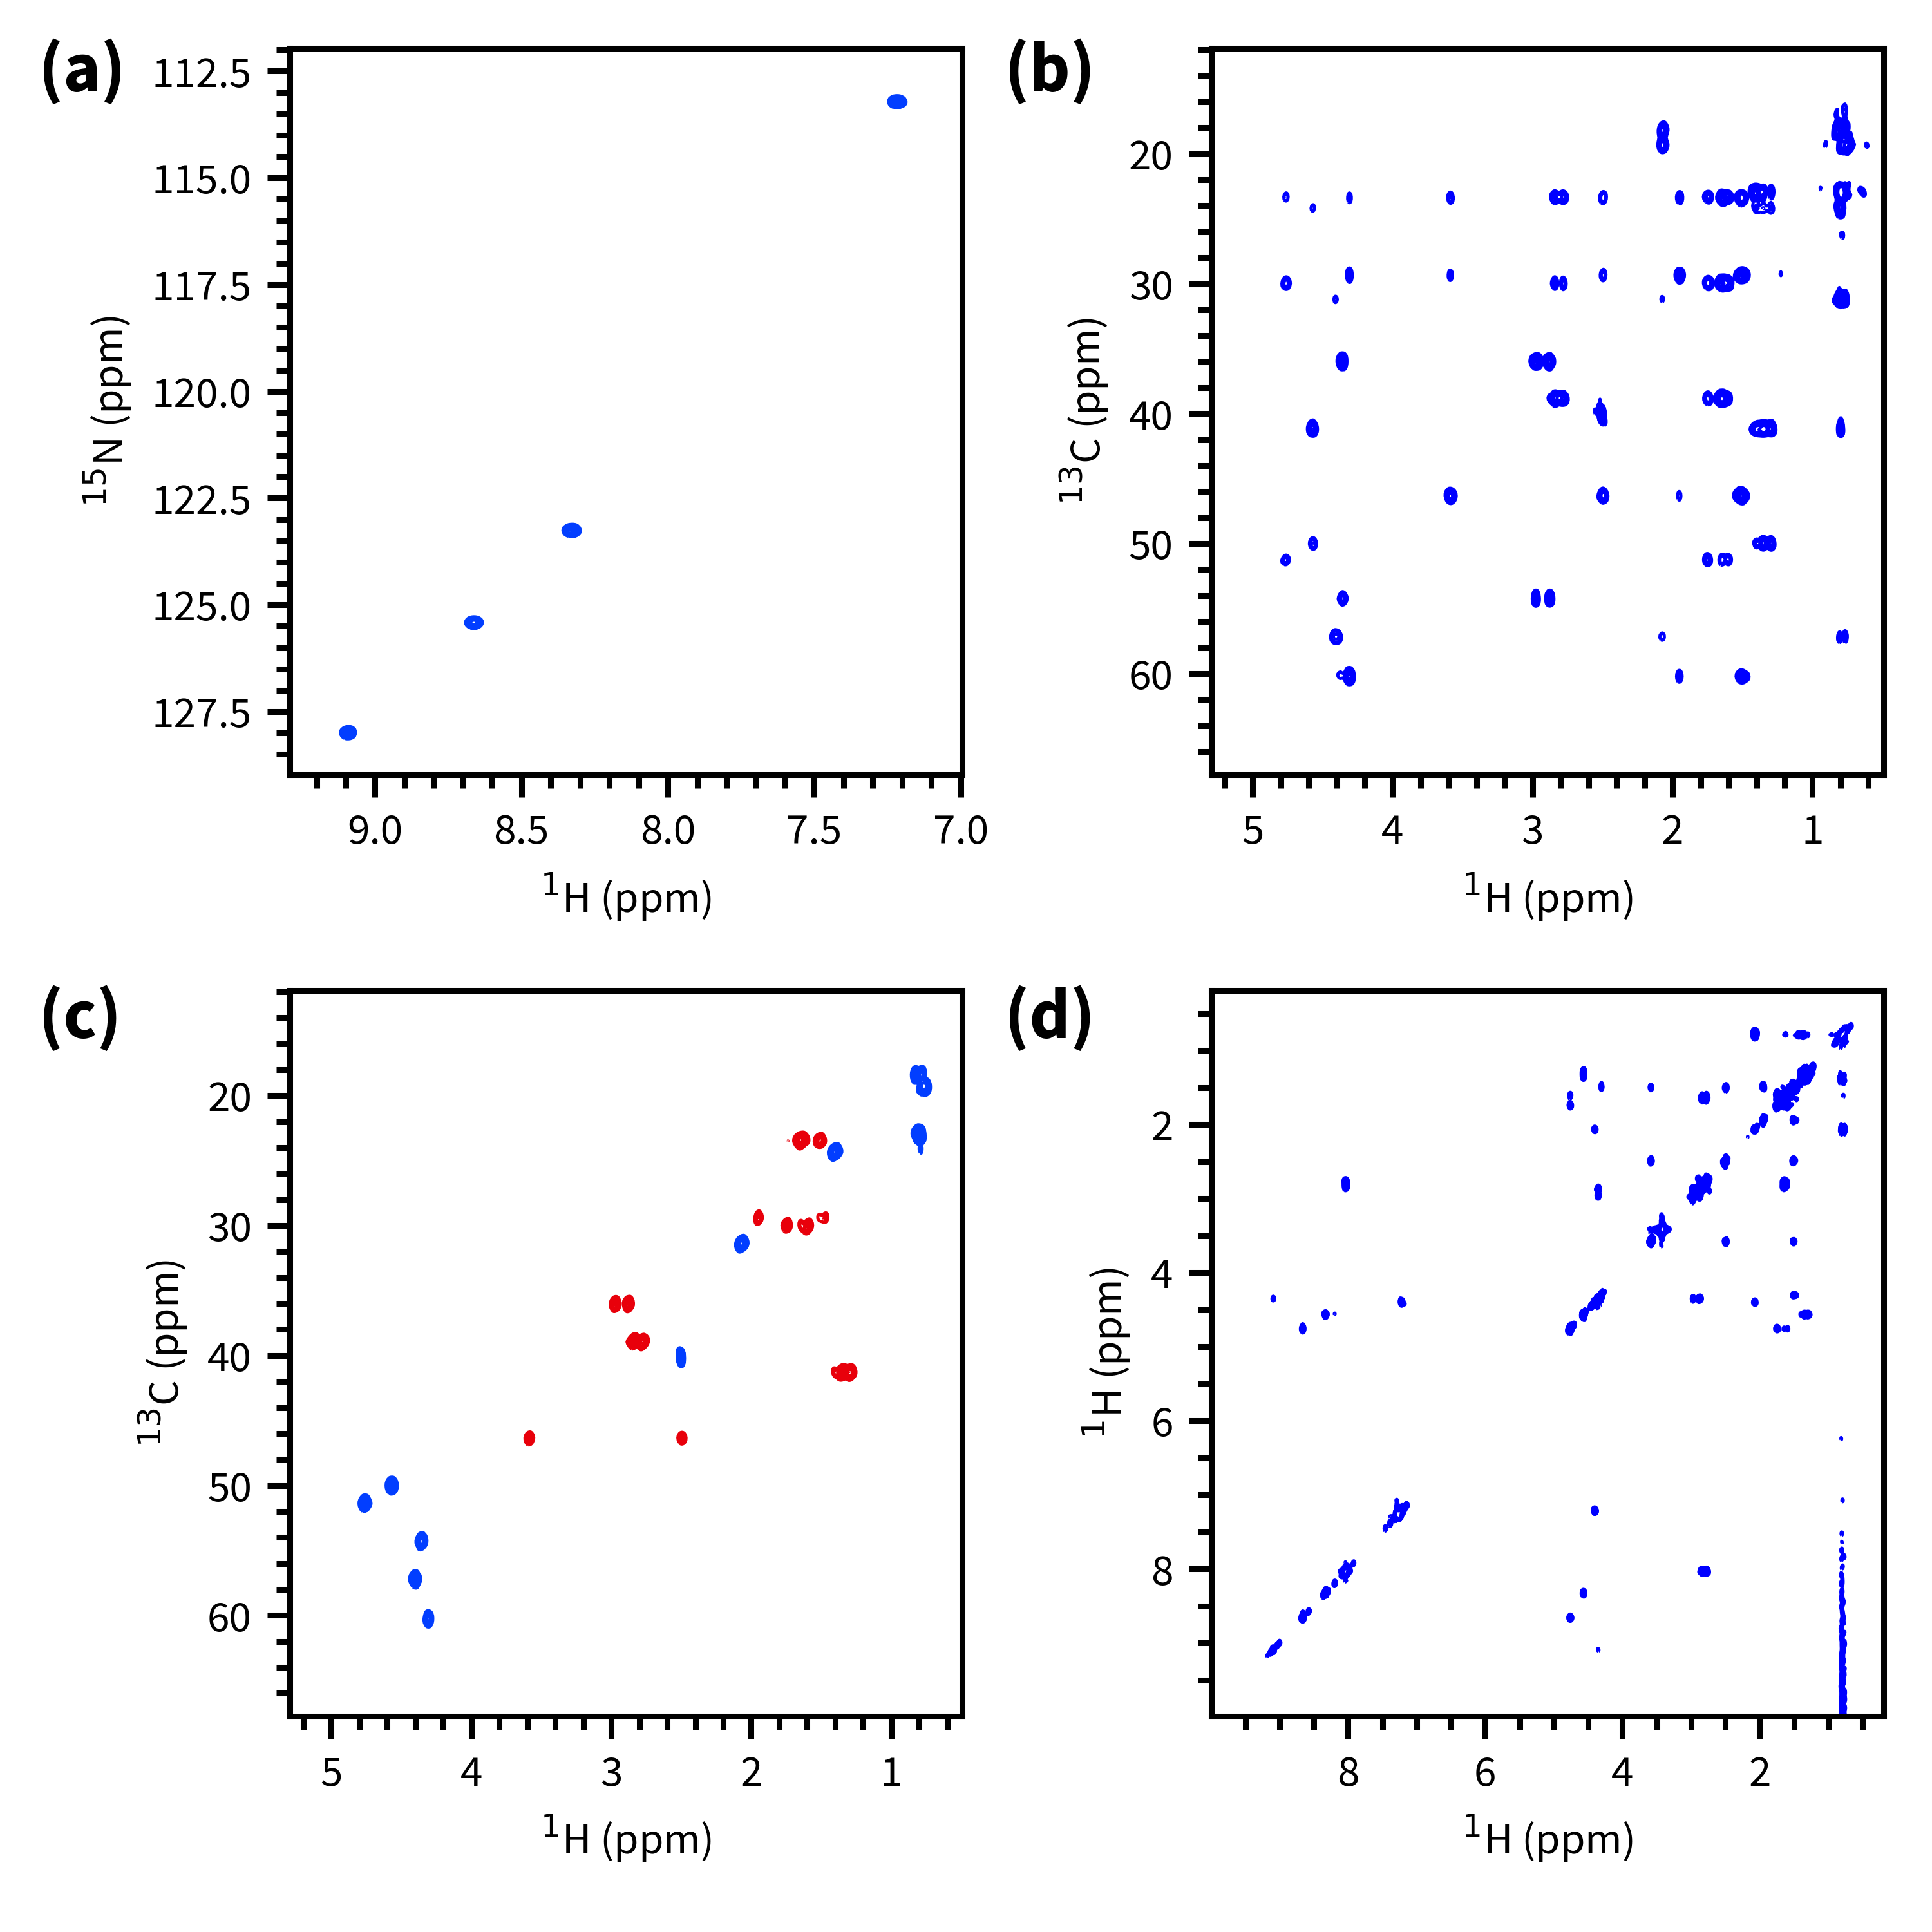 (a)
112.5
115.0
117.5
120.0
122.5
125.0
127.5
¹⁵N (ppm)
9.0 8.5 8.0 7.5 7.0
¹H (ppm)
(b)
20
30
40
50
60
¹³C (ppm)
5 4 3 2 1
¹H (ppm)
(c)
20
30
40
50
60
¹³C (ppm)
5 4 3 2 1
¹H (ppm)
(d)
2
4
6
8
¹H (ppm)
8 6 4 2
¹H (ppm)